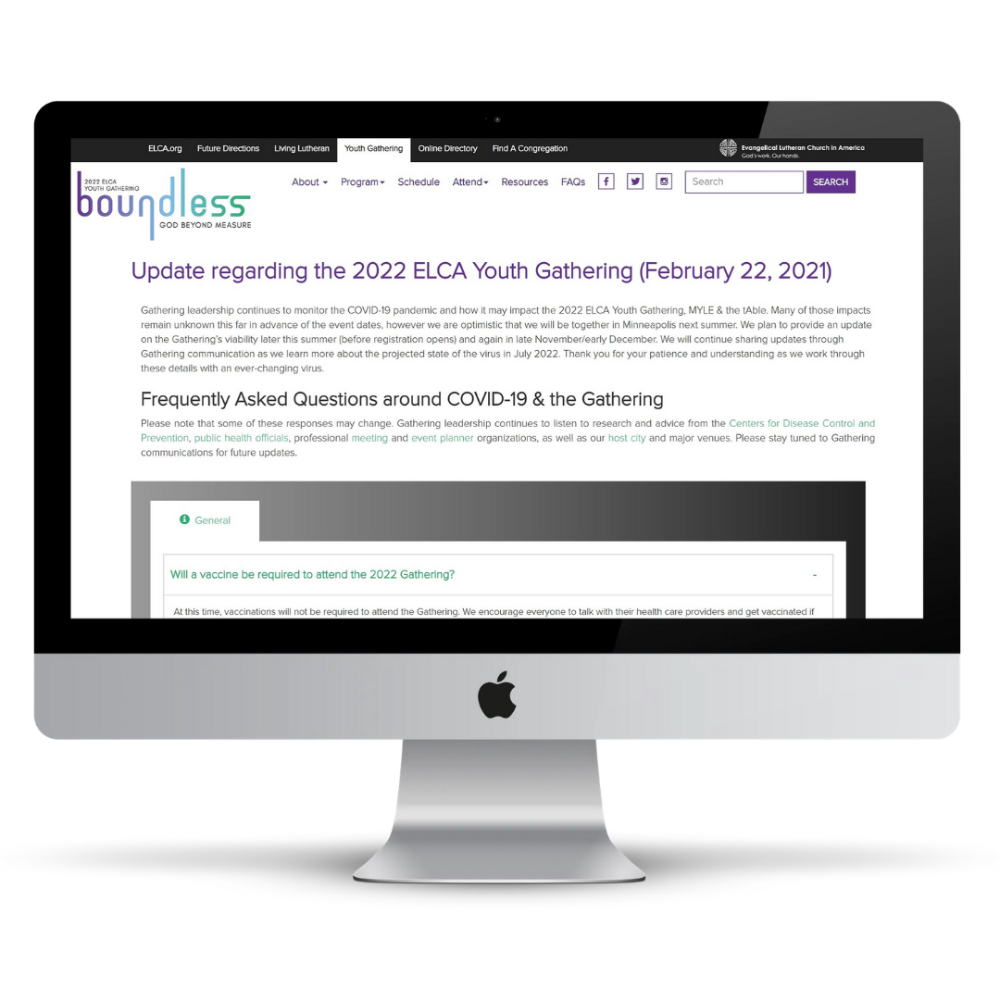 ELCA.org Future Directions Living Lutheran Youth Gathering Online Directory Find A Congregation
Evangelical Lutheran Church in America
God's work. Our hands.
2022 ELCA
YOUTH GATHERING
boundless
GOD BEYOND MEASURE
About Program Schedule Attend Resources FAQs f Search SEARCH
Update regarding the 2022 ELCA Youth Gathering (February 22, 2021)
Gathering leadership continues to monitor the COVID-19 pandemic and how it may impact the 2022 ELCA Youth Gathering, MYLE & the tAble. Many of those impacts
remain unknown this far in advance of the event dates, however we are optimistic that we will be together in Minneapolis next summer. We plan to provide an update
on the Gathering's viability later this summer (before registration opens) and again in late November/early December. We will continue sharing updates through
Gathering communication as we learn more about the projected state of the virus in July 2022. Thank you for your patience and understanding as we work through
these details with an ever-changing virus.
Frequently Asked Questions around COVID-19 & the Gathering
Please note that some of these responses may change. Gathering leadership continues to listen to research and advice from the Centers for Disease Control and
Prevention, public health officials, professional meeting and event planner organizations, as well as our host city and major venues. Please stay tuned to Gathering
communications for future updates.
General
Will a vaccine be required to attend the 2022 Gathering? -
At this time, vaccinations will not be required to attend the Gathering. We encourage everyone to talk with their health care providers and get vaccinated if